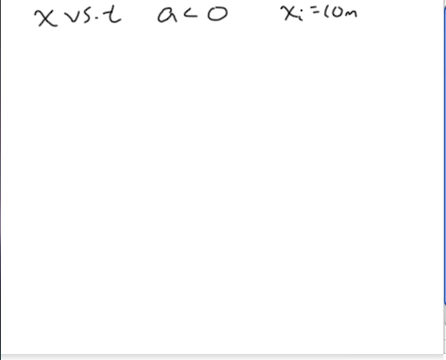 x vs. t a < 0 xi = 10m